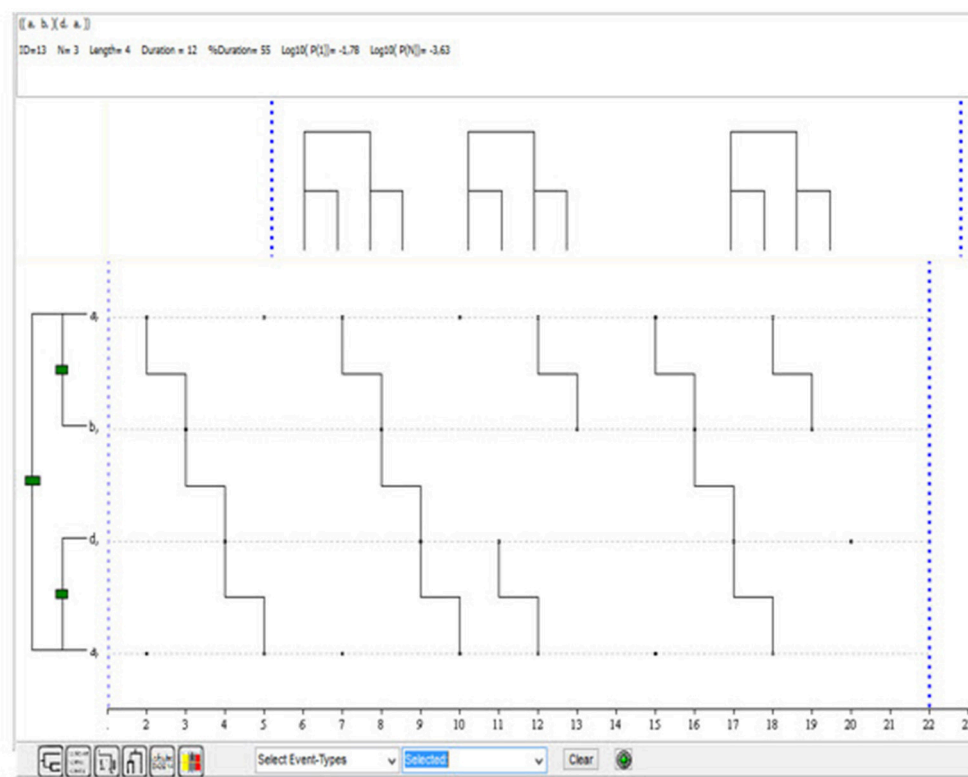 (( a, b, )( d, a, ))
ID=13 N= 3 Length= 4 Duration = 12 %Duration= 55 Log10( P(1))= -1,78 Log10( P(N))= -3,63
a,
b,
d,
a,
2 3 4 5 6 7 8 9 10 11 12 13 14 15 16 17 18 19 20 21 22
Select Event-Types Selected Clear